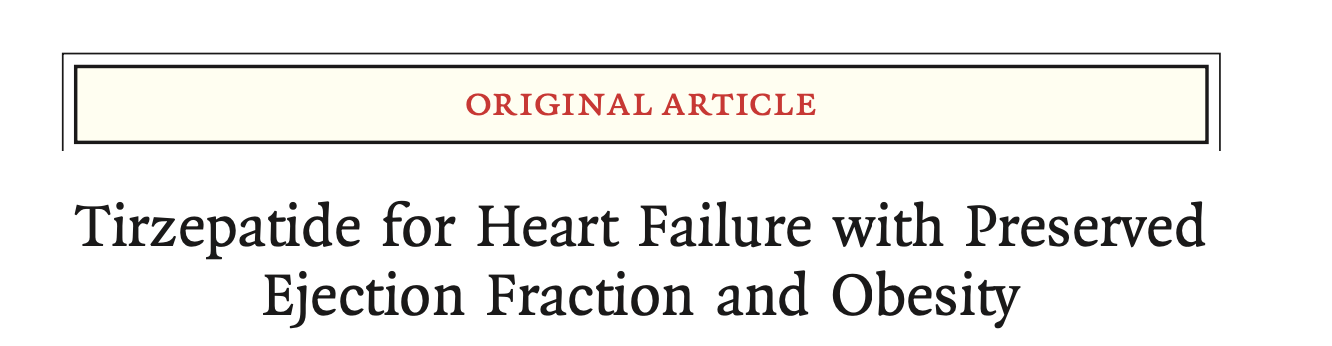 ORIGINAL ARTICLE
Tirzepatide for Heart Failure with Preserved
Ejection Fraction and Obesity